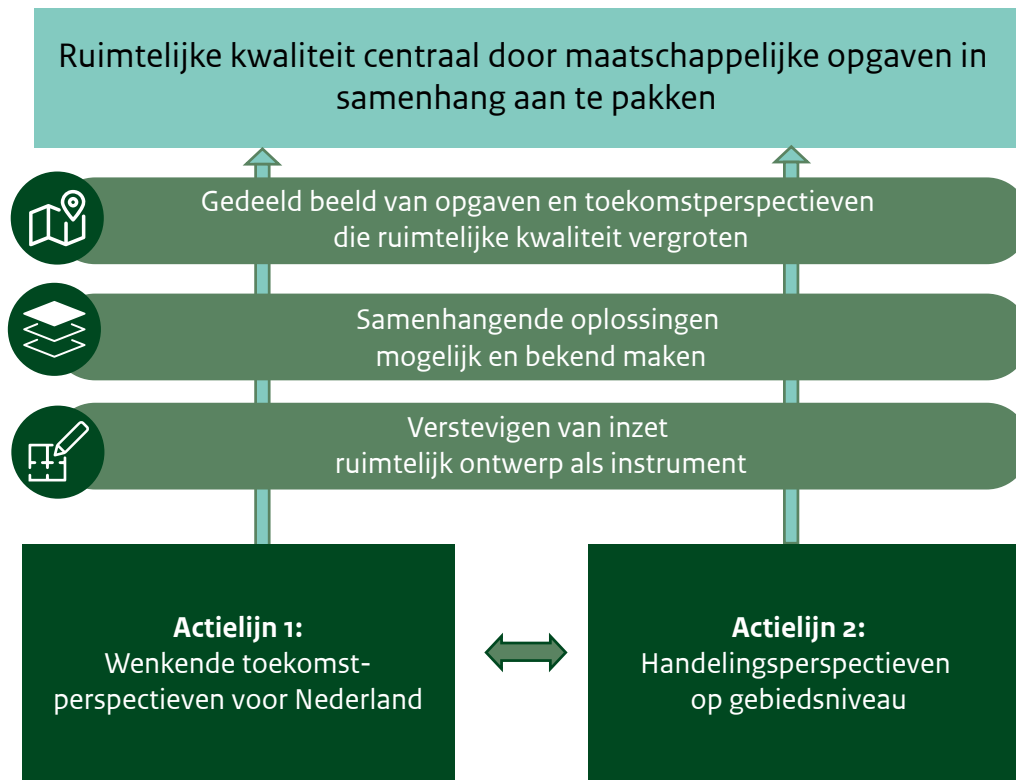 Ruimtelijke kwaliteit centraal door maatschappelijke opgaven in
samenhang aan te pakken
Gedeeld beeld van opgaven en toekomstperspectieven
die ruimtelijke kwaliteit vergroten
Samenhangende oplossingen
mogelijk en bekend maken
Verstevigen van inzet
ruimtelijk ontwerp als instrument
Actielijn 1:
Wenkende toekomst-
perspectieven voor Nederland
Actielijn 2:
Handelingsperspectieven
op gebiedsniveau